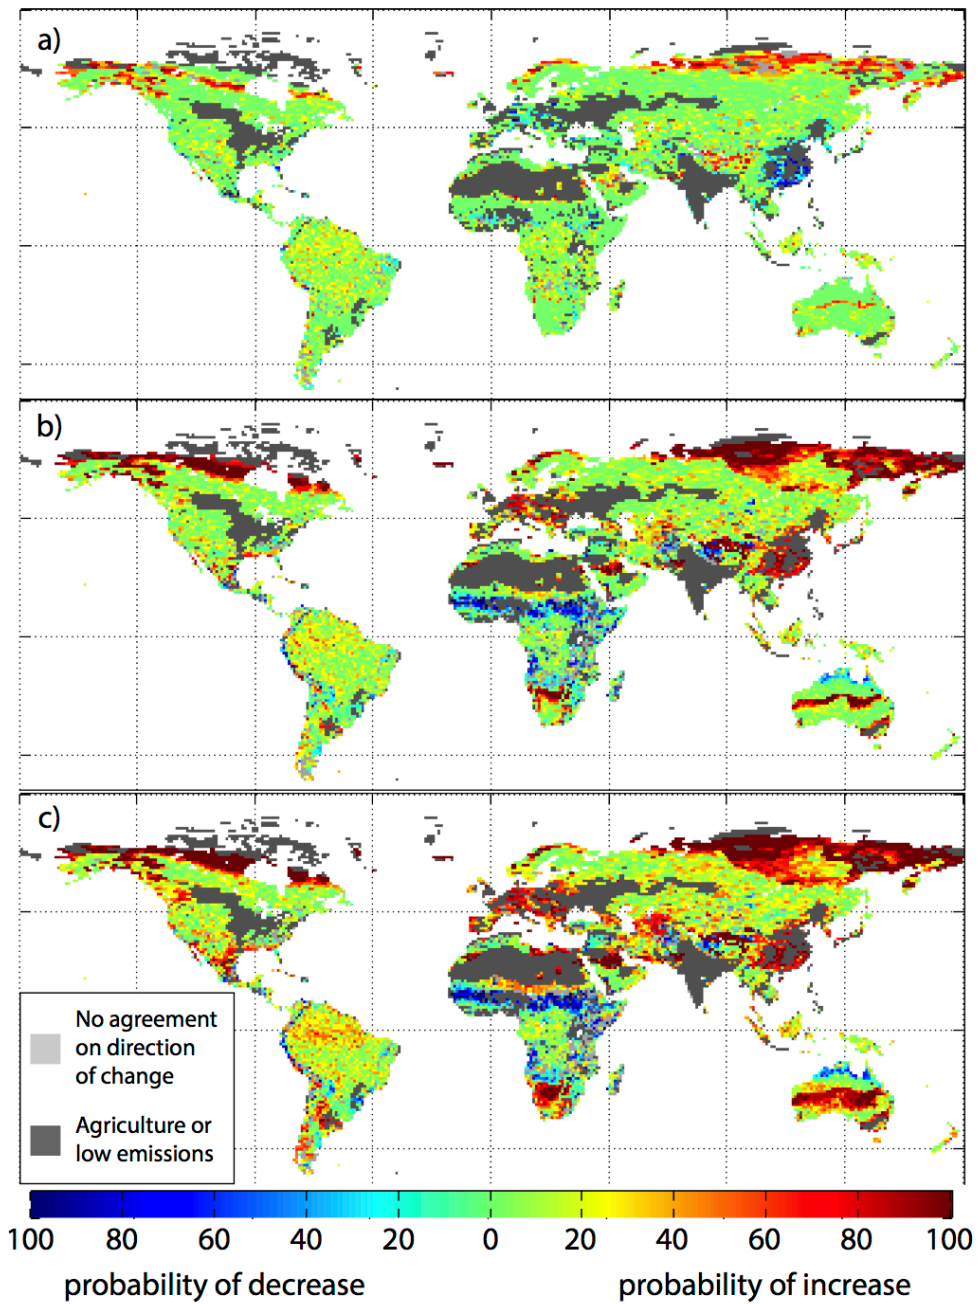 a)
b)
c)
No agreement
on direction
of change
Agriculture or
low emissions
100 80 60 40 20 0 20 40 60 80 100
probability of decrease probability of increase